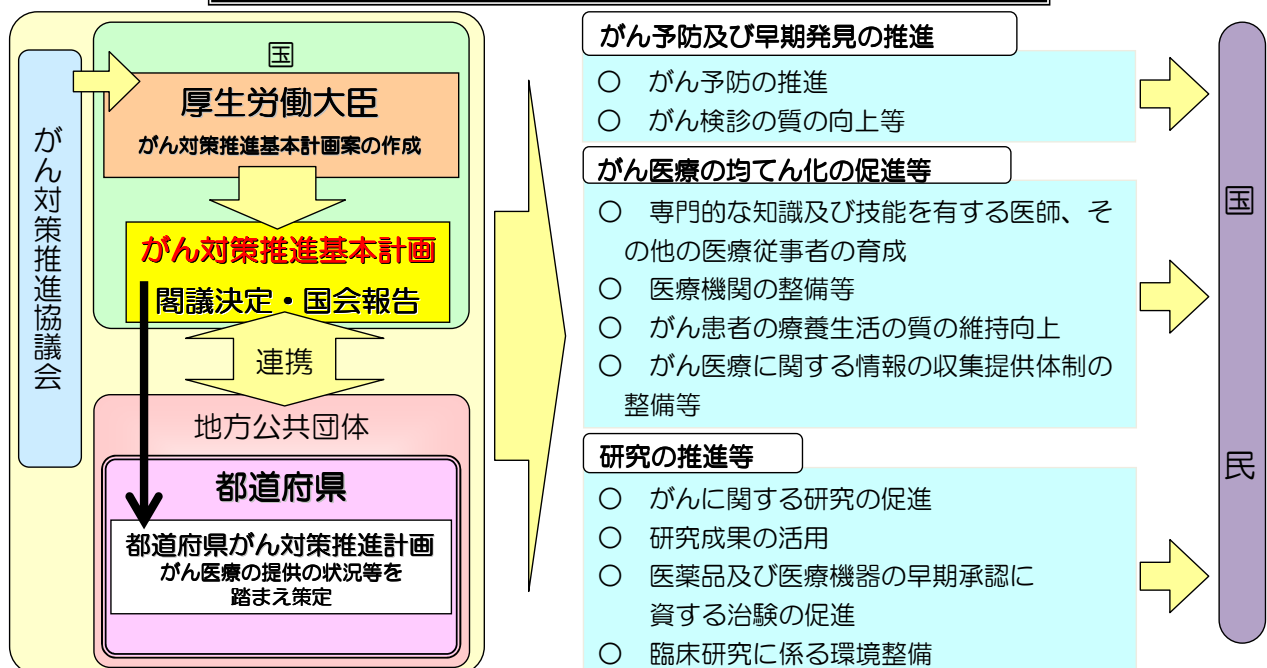 がん対策推進協議会
国
厚生労働大臣
がん対策推進基本計画案の作成
がん対策推進基本計画
閣議決定・国会報告
連携
地方公共団体
都道府県
都道府県がん対策推進計画
がん医療の提供の状況等を
踏まえ策定
がん予防及び早期発見の推進
○ がん予防の推進
○ がん検診の質の向上等
がん医療の均てん化の促進等
○ 専門的な知識及び技能を有する医師、そ
の他の医療従事者の育成
○ 医療機関の整備等
○ がん患者の療養生活の質の維持向上
○ がん医療に関する情報の収集提供体制の
整備等
研究の推進等
○ がんに関する研究の促進
○ 研究成果の活用
○ 医薬品及び医療機器の早期承認に
資する治験の促進
○ 臨床研究に係る環境整備
国民